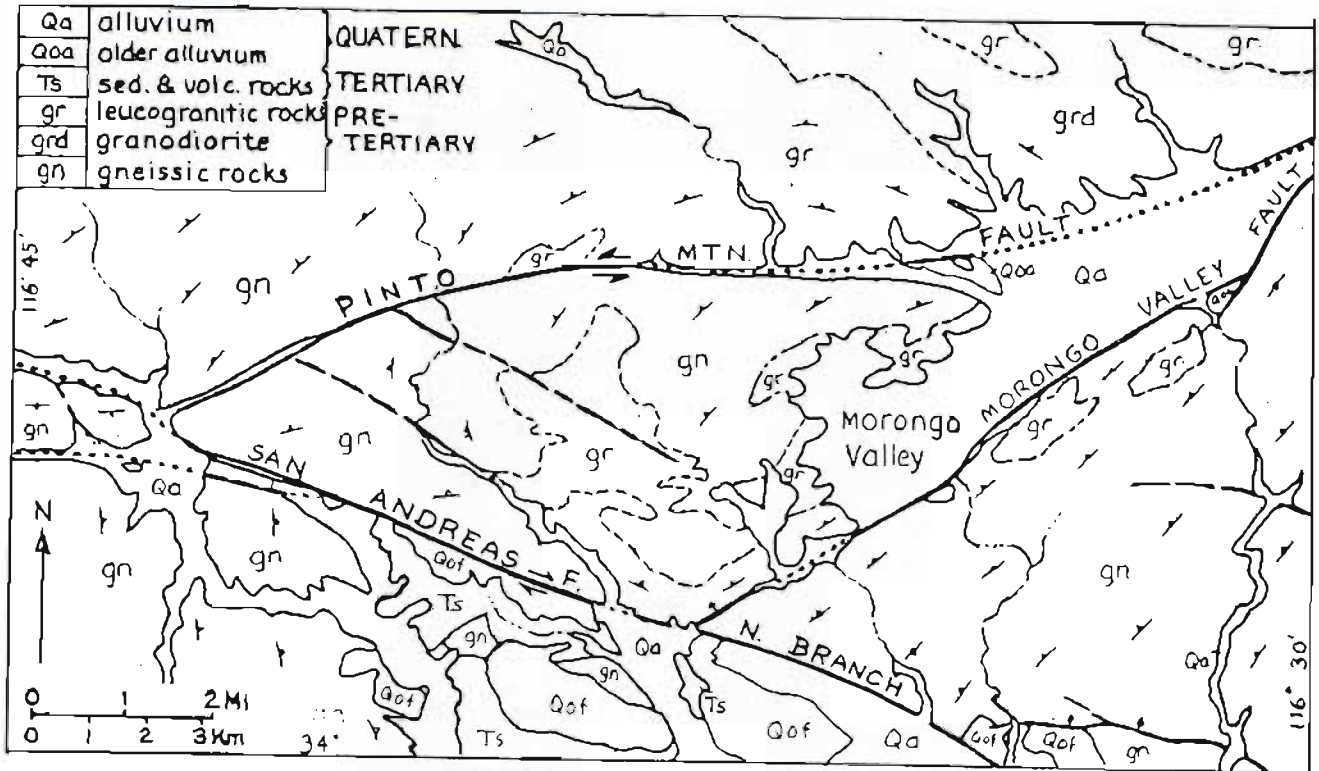 Qa alluvium
Qoa older alluvium
QUATERN.
Ts sed. & volc. rocks
TERTIARY
gr leucogranitic rocks
grd granodiorite
PRE-
TERTIARY
gn gneissic rocks
Qa
gr
gr
grd
gr
116° 45'
gn
PINTO
gr
MTN.
FAULT
Qoa
Qa
FAULT
VALLEY
Qoa
MORONGO
gn
gr
gr
gr
gr
gn
Morongo
Valley
gn
gr
gr
SAN
ANDREAS F.
Qa
N
gn
gn
Qof
Ts
gn
Qa
gn
N. BRANCH
gn
Qa
116° 30'
Qof
Qof
Ts
Qof
Qa
Qof
Qof
gn
Ts
0 1 2 Mi
0 1 2 3 Km
34°